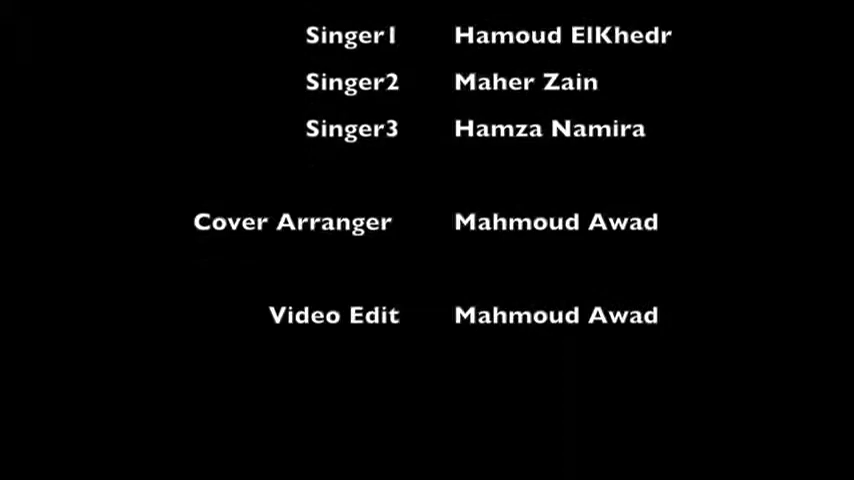 Singer1 Hamoud ElKhedr
Singer2 Maher Zain
Singer3 Hamza Namira
Cover Arranger Mahmoud Awad
Video Edit Mahmoud Awad